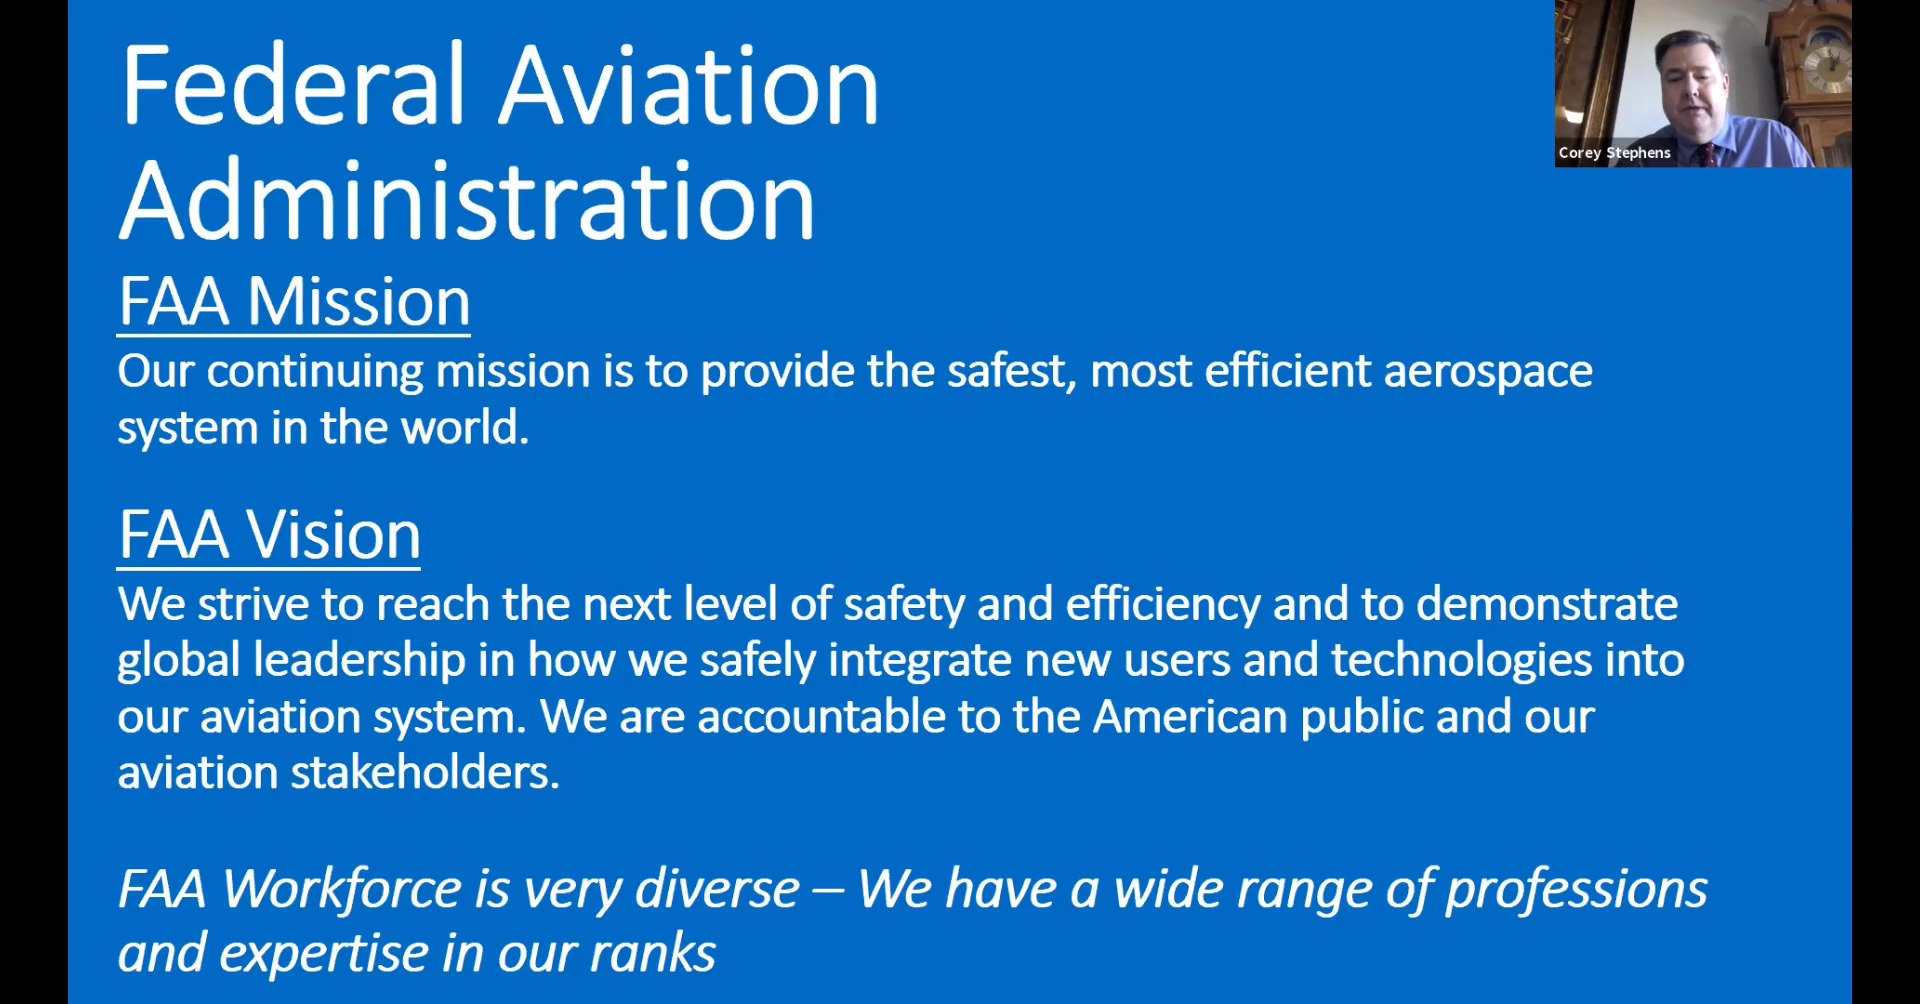 Federal Aviation
Administration
Corey Stephens
FAA Mission
Our continuing mission is to provide the safest, most efficient aerospace
system in the world.
FAA Vision
We strive to reach the next level of safety and efficiency and to demonstrate
global leadership in how we safely integrate new users and technologies into
our aviation system. We are accountable to the American public and our
aviation stakeholders.
FAA Workforce is very diverse – We have a wide range of professions
and expertise in our ranks